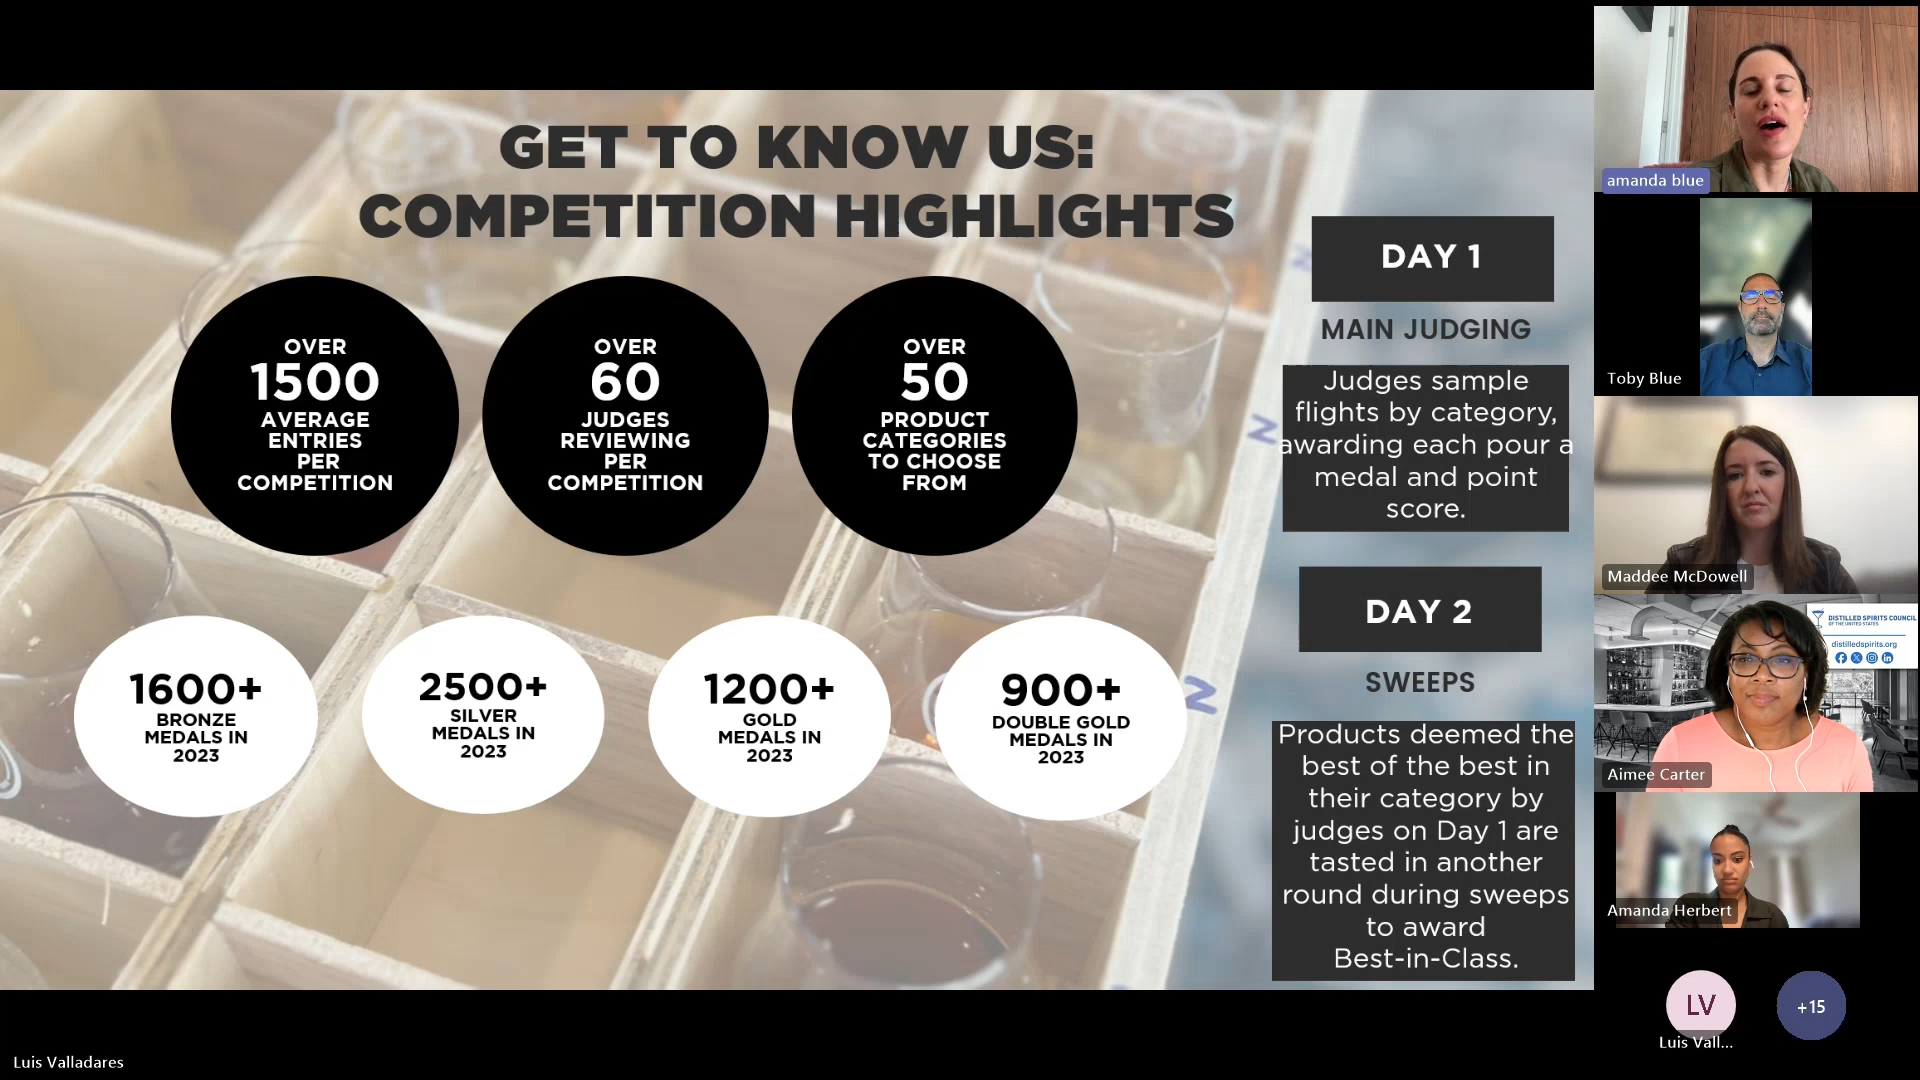 GET TO KNOW US:
COMPETITION HIGHLIGHTS
OVER
1500
AVERAGE
ENTRIES
PER
COMPETITION
OVER
60
JUDGES
REVIEWING
PER
COMPETITION
OVER
50
PRODUCT
CATEGORIES
TO CHOOSE
FROM
1600+
BRONZE
MEDALS IN
2023
2500+
SILVER
MEDALS IN
2023
1200+
GOLD
MEDALS IN
2023
900+
DOUBLE GOLD
MEDALS IN
2023
DAY 1
MAIN JUDGING
Judges sample
flights by category,
awarding each pour a
medal and point
score.
DAY 2
SWEEPS
Products deemed the
best of the best in
their category by
judges on Day 1 are
tasted in another
round during sweeps
to award
Best-in-Class.
amanda blue
Toby Blue
Maddee McDowell
DISTILLED SPIRITS COUNCIL
OF THE UNITED STATES
distilledspirits.org
Aimee Carter
Amanda Herbert
LV
+15
Luis Vall...
Luis Valladares